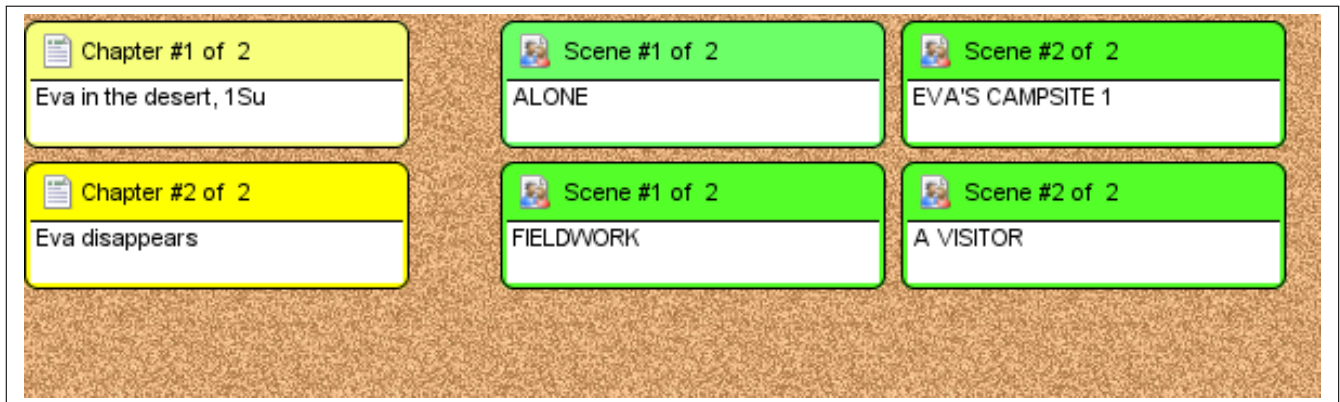 Chapter #1 of 2
Eva in the desert, 1Su
Scene #1 of 2
ALONE
Scene #2 of 2
EVA'S CAMPSITE 1
Chapter #2 of 2
Eva disappears
Scene #1 of 2
FIELDWORK
Scene #2 of 2
A VISITOR